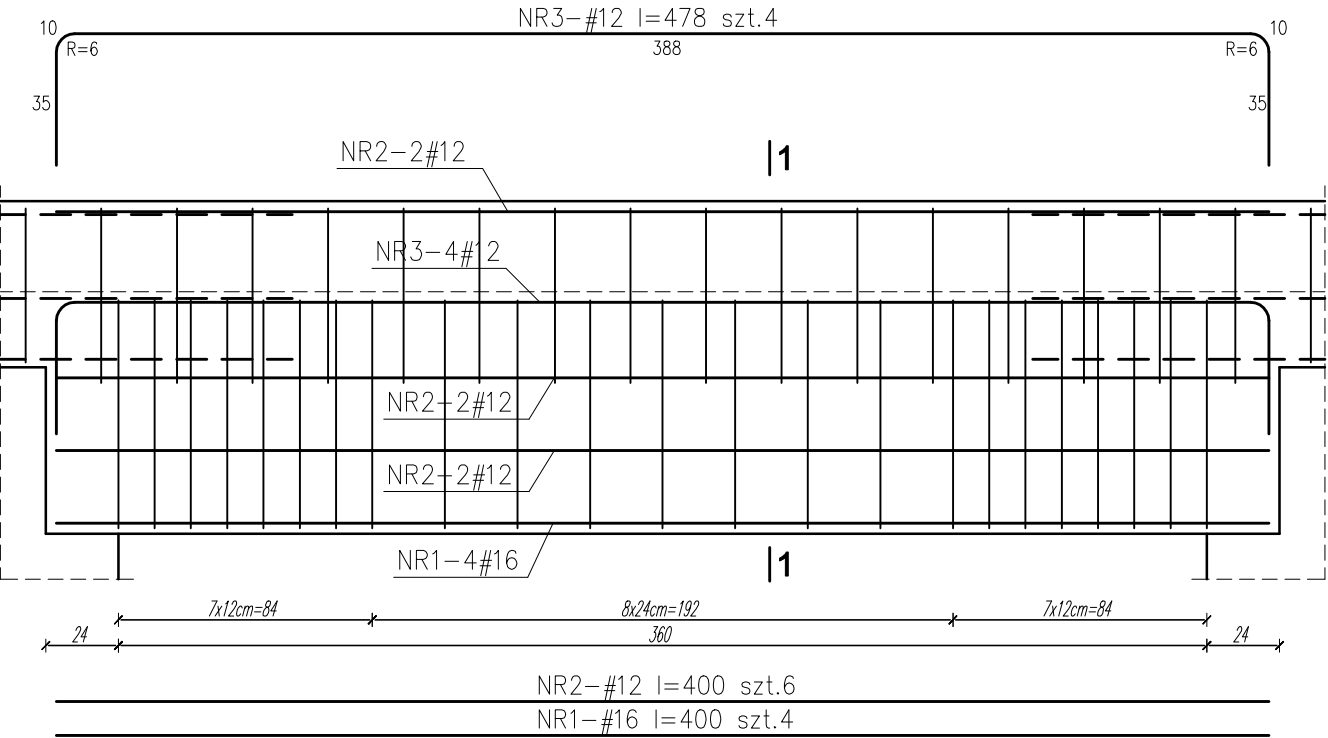 NR3-#12 l=478 szt.4
10
10
R=6
388
R=6
35
35
NR2-2#12
1
NR3-4#12
NR2-2#12
NR2-2#12
NR1-4#16
1
7x12cm=84
8x24cm=192
7x12cm=84
24
360
24
NR2-#12 l=400 szt.6
NR1-#16 l=400 szt.4